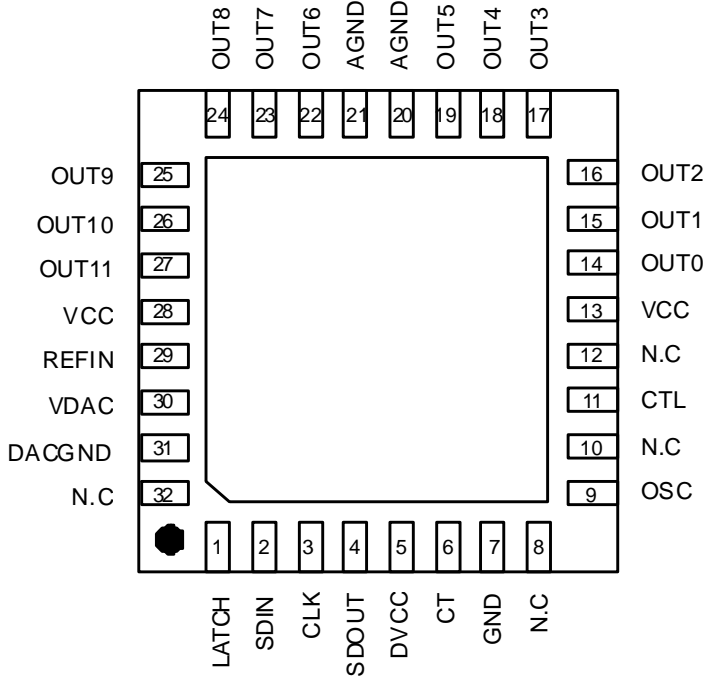 OUT8
OUT7
OUT6
AGND
AGND
OUT5
OUT4
OUT3
24
23
22
21
20
19
18
17
OUT9 25
OUT10 26
OUT11 27
VCC 28
REFIN 29
VDAC 30
DACGND 31
N.C 32
16 OUT2
15 OUT1
14 OUT0
13 VCC
12 N.C
11 CTL
10 N.C
9 OSC
1
2
3
4
5
6
7
8
LATCH
SDIN
CLK
SDOUT
DVCC
CT
GND
N.C